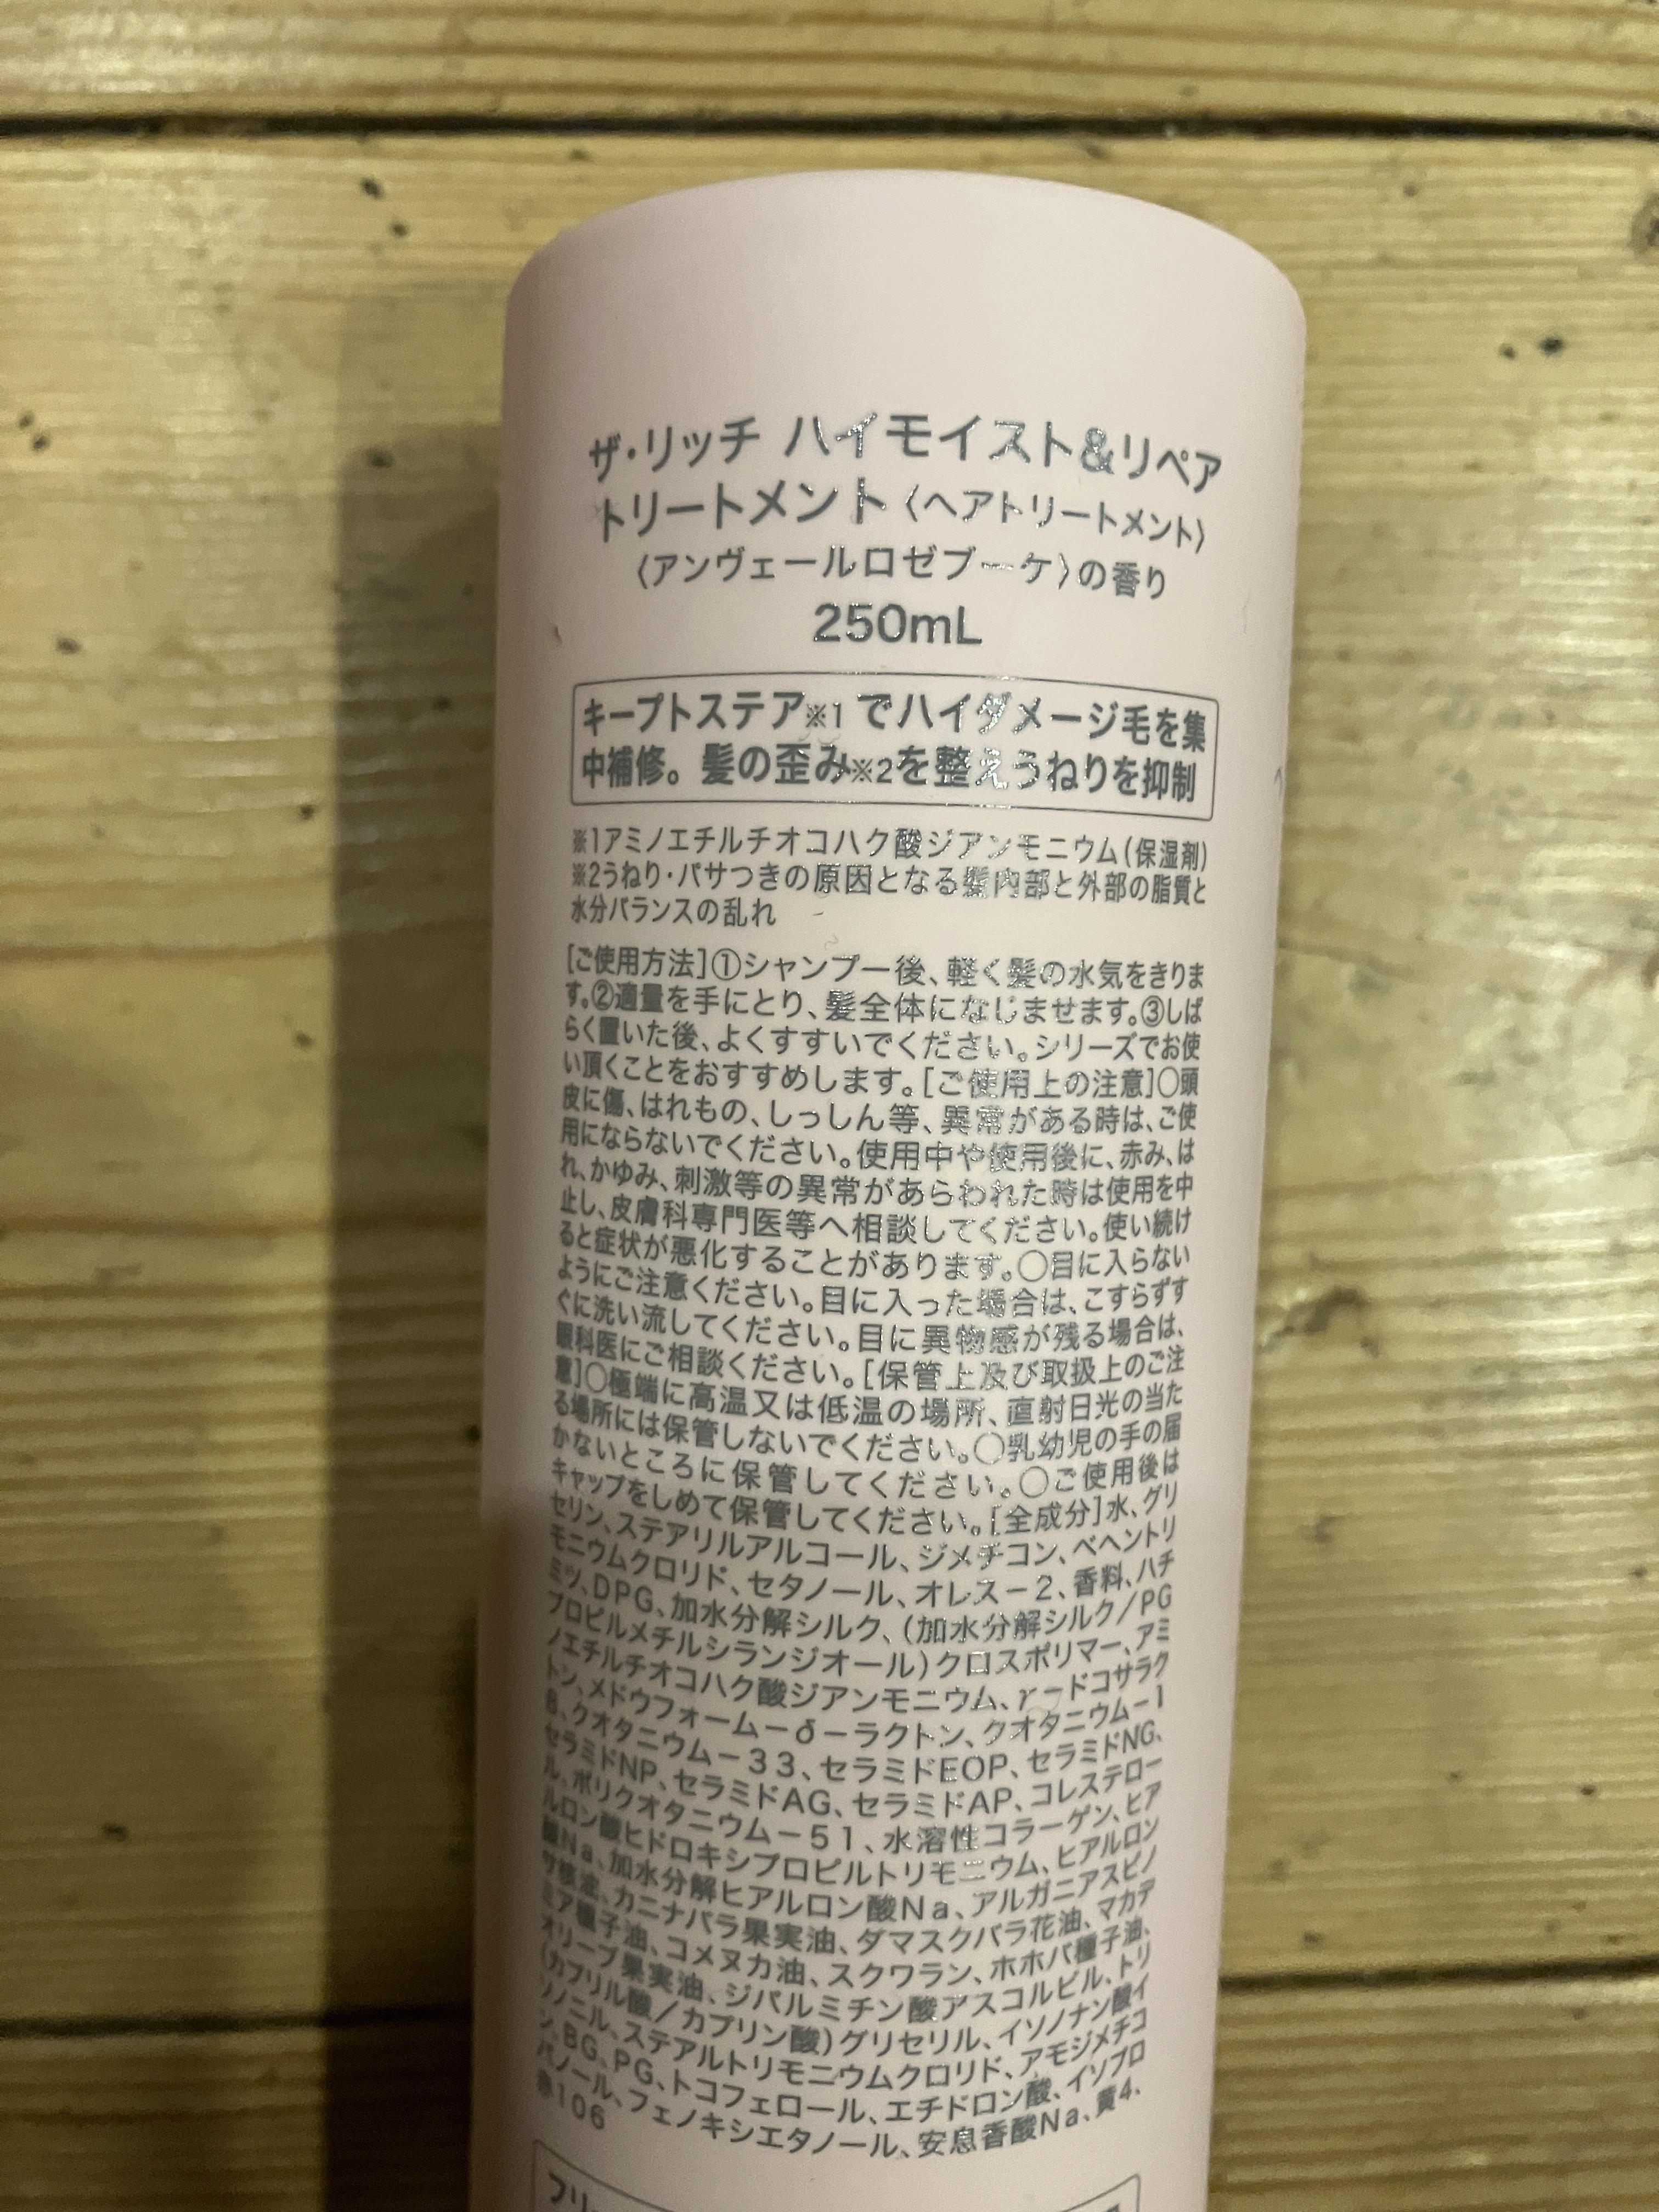 ザ・リッチ ハイモイスト&リペア
トリートメント〈ヘアトリートメント〉
〈アンヴェールロゼブーケ〉の香り
250mL
キープトステア※1でハイダメージ毛を集
中補修。髪の歪み※2を整えうねりを抑制
※1アミノエチルチオコハク酸ジアンモニウム(保湿剤)
※2うねり・パサつきの原因となる髪内部と外部の脂質と
水分バランスの乱れ
[ご使用方法]①シャンプー後、軽く髪の水気をきりま
す。②適量を手にとり、髪全体になじませます。③しば
らく置いた後、よくすすいでください。シリーズでお使
い頂くことをおすすめします。[ご使用上の注意]○頭
皮に傷、はれもの、しっしん等、異常がある時は、ご使
用にならないでください。使用中や使用後に、赤み、は
れ、かゆみ、刺激等の異常があらわれた時は使用を中
止し、皮膚科専門医等へ相談してください。使い続け
ると症状が悪化することがあります。○目に入らない
ようにご注意ください。目に入った場合は、こすらずす
ぐに洗い流してください。目に異物感が残る場合は、
眼科医にご相談ください。[保管上及び取扱上のご注
意]○極端に高温又は低温の場所、直射日光の当た
る場所には保管しないでください。○乳幼児の手の届
かないところに保管してください。○ご使用後は
キャップをしめて保管してください。[全成分]水、グリ
セリン、ステアリルアルコール、ジメチコン、ベヘントリ
モニウムクロリド、セタノール、オレス-2、香料、ハチ
ミツ、DPG、加水分解シルク、(加水分解シルク/PG
プロピルメチルシランジオール)クロスポリマー、アミ
ノエチルチオコハク酸ジアンモニウム、γ-ドコサラク
トン、メドウフォーム-δ-ラクトン、クオタニウム-1
8、クオタニウム-33、セラミドEOP、セラミドNG、
セラミドNP、セラミドAG、セラミドAP、コレステロー
ル、ポリクオタニウム-51、水溶性コラーゲン、ヒア
ルロン酸ヒドロキシプロピルトリモニウム、ヒアルロン
酸Na、加水分解ヒアルロン酸Na、アルガニアスピノ
サ核油、カニナバラ果実油、ダマスクバラ花油、マカデ
ミア種子油、コメヌカ油、スクワラン、ホホバ種子油、
オリーブ果実油、ジパルミチン酸アスコルビル、トリ
(カプリル酸/カプリン酸)グリセリル、イソノナン酸イ
ソノニル、ステアルトリモニウムクロリド、アモジメチコ
ン、BG、PG、トコフェロール、エチドロン酸、イソプロ
パノール、フェノキシエタノール、安息香酸Na、黄4、
赤106
フリ